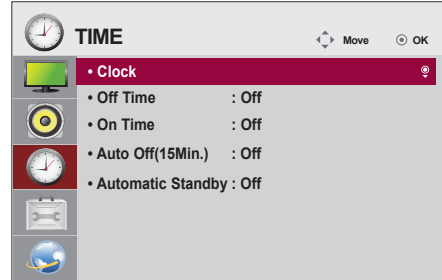 TIME
Move
OK
• Clock
• Off Time : Off
• On Time : Off
• Auto Off(15Min.) : Off
• Automatic Standby : Off